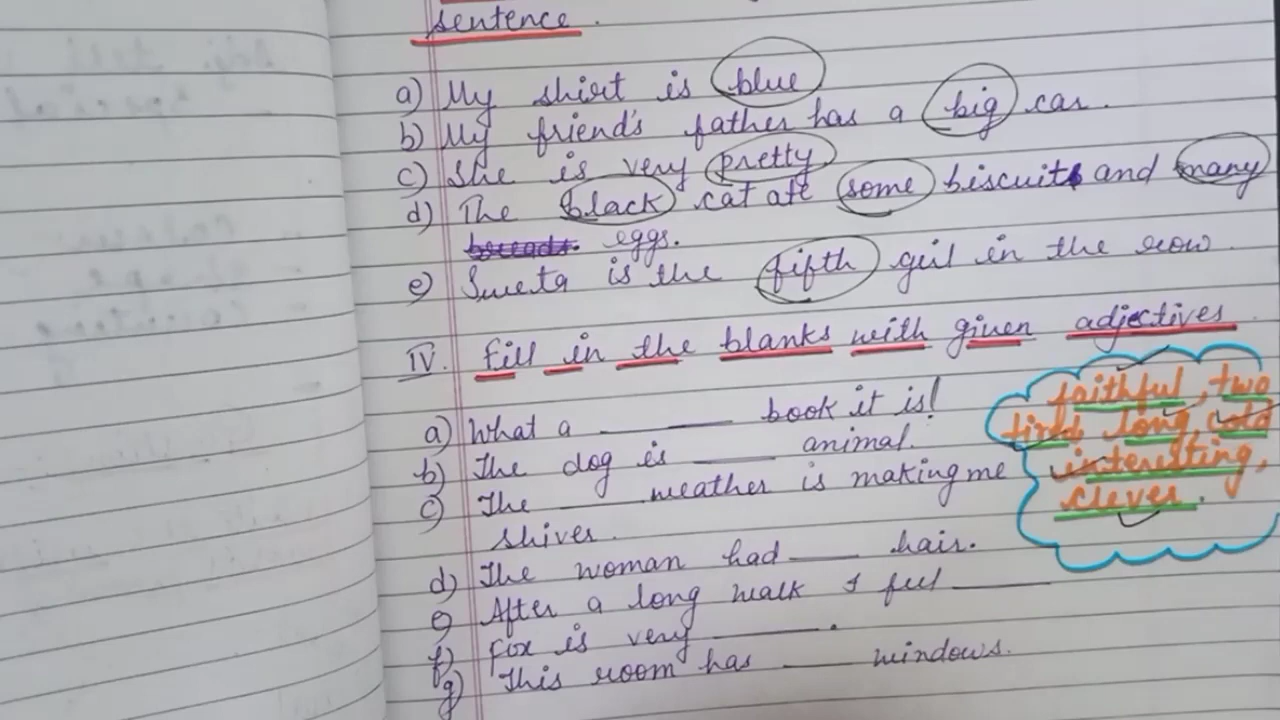 sentence.
a) My shirt is blue
b) My friend's father has a big car.
c) She is very pretty
d) The black cat ate some biscuits and many
eggs.
e) Sweta is the fifth girl in the row.
IV. Fill in the blanks with given adjectives.
a) What a ______ book it is!
b) The dog is ______ animal.
c) The ______ weather is making me
shiver.
d) The woman had ______ hair.
e) After a long walk I feel ______
f) Fox is very ______.
g) This room has ______ windows.
faithful, two
tired long, cold
interesting,
clever.